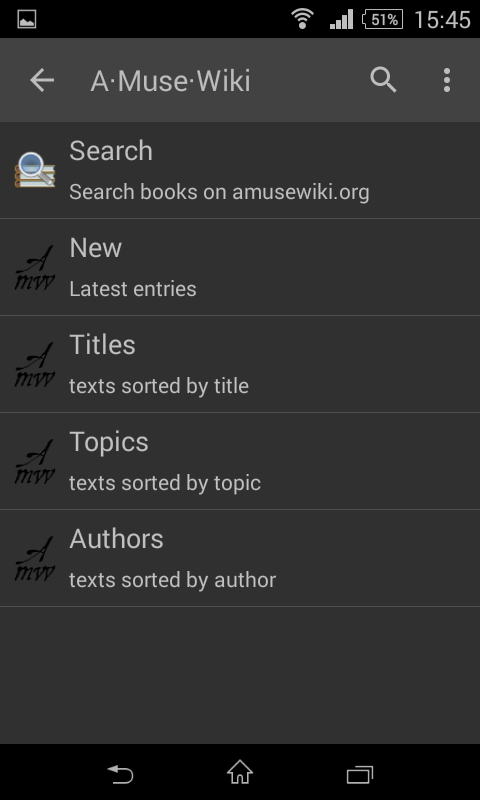 51% 15:45
A·Muse·Wiki
Search
Search books on amusewiki.org
New
Latest entries
A
mw
Titles
texts sorted by title
A
mw
Topics
texts sorted by topic
A
mw
Authors
texts sorted by author
A
mw